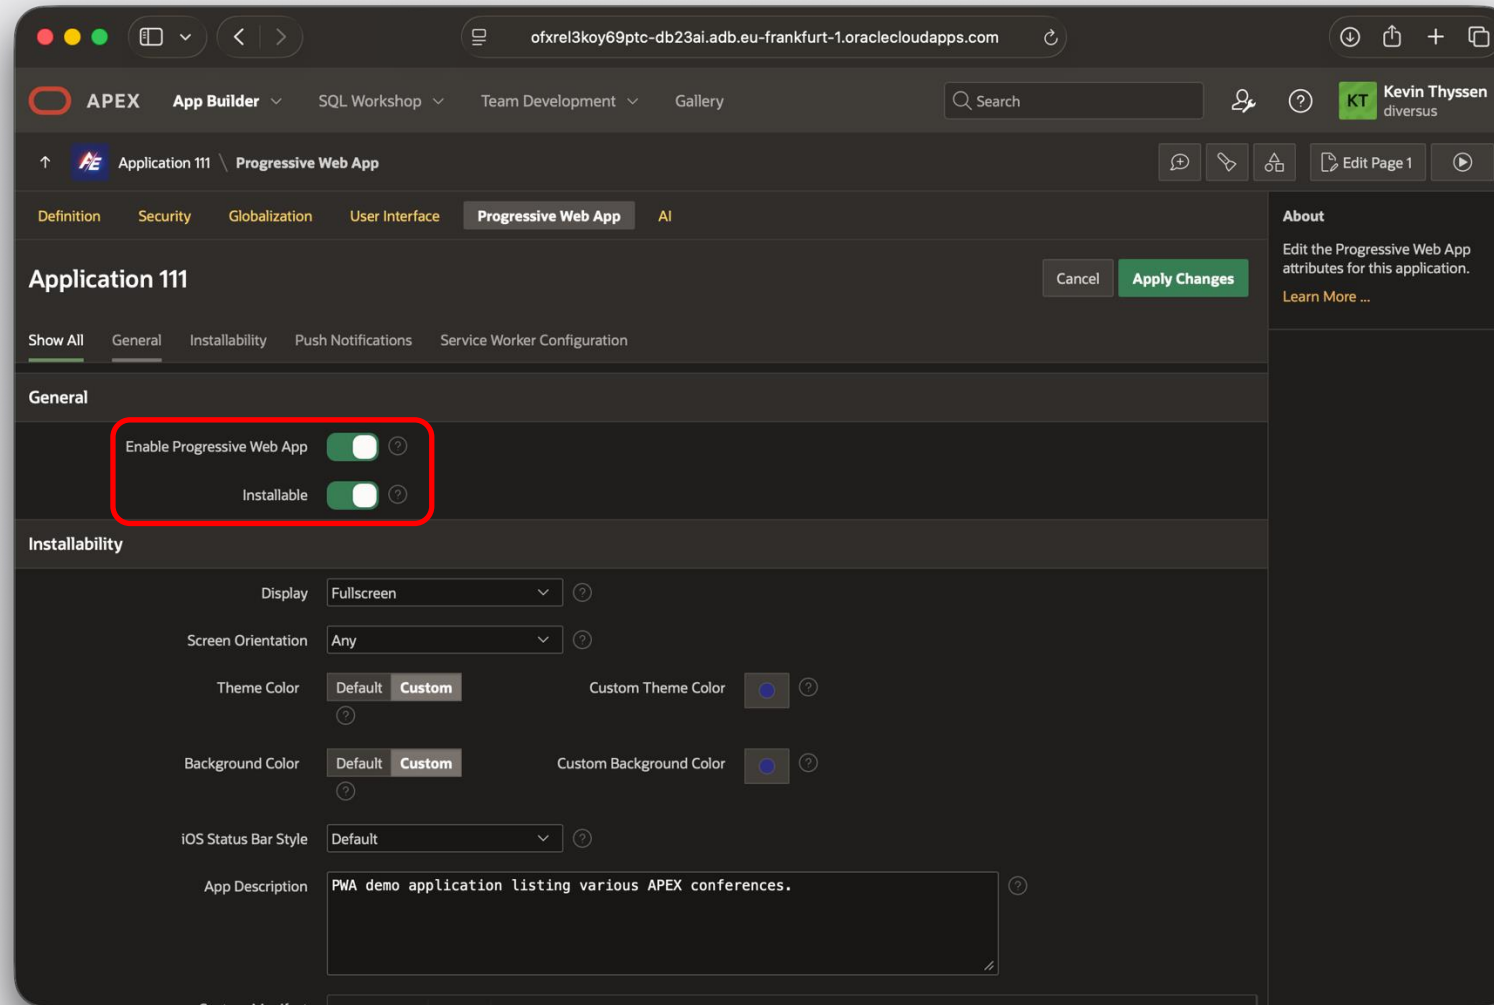 ofxrel3koy69ptc-db23ai.adb.eu-frankfurt-1.oraclecloudapps.com
APEX App Builder SQL Workshop Team Development Gallery Search KT Kevin Thyssen
diversus
AE Application 111 \ Progressive Web App Edit Page 1
Definition Security Globalization User Interface Progressive Web App AI
About
Edit the Progressive Web App
attributes for this application.
Learn More ...
Application 111 Cancel Apply Changes
Show All General Installability Push Notifications Service Worker Configuration
General
Enable Progressive Web App ?
Installable ?
Installability
Display Fullscreen ?
Screen Orientation Any ?
Theme Color Default Custom ? Custom Theme Color ?
Background Color Default Custom ? Custom Background Color ?
iOS Status Bar Style Default ?
App Description PWA demo application listing various APEX conferences. ?